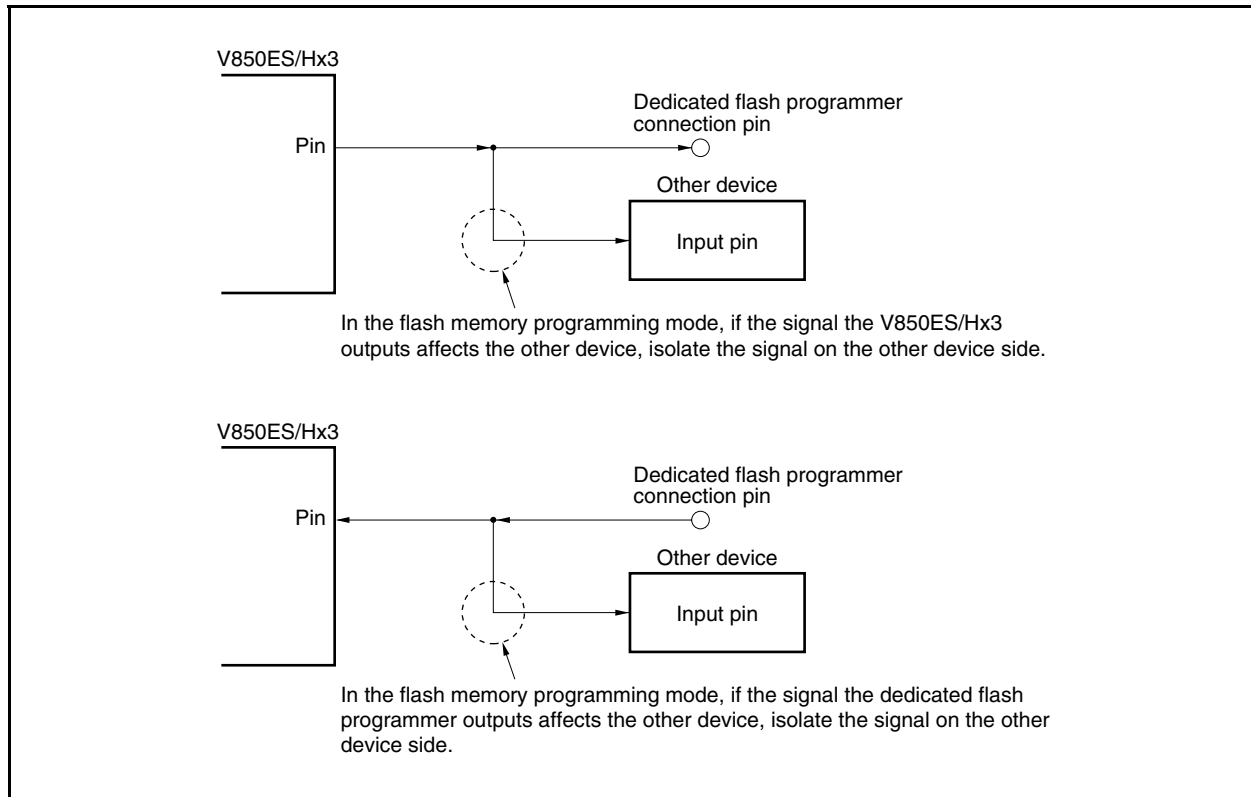 V850ES/Hx3
Dedicated flash programmer
connection pin
Pin
Other device
Input pin
In the flash memory programming mode, if the signal the V850ES/Hx3
outputs affects the other device, isolate the signal on the other device side.
V850ES/Hx3
Dedicated flash programmer
connection pin
Pin
Other device
Input pin
In the flash memory programming mode, if the signal the dedicated flash
programmer outputs affects the other device, isolate the signal on the other
device side.